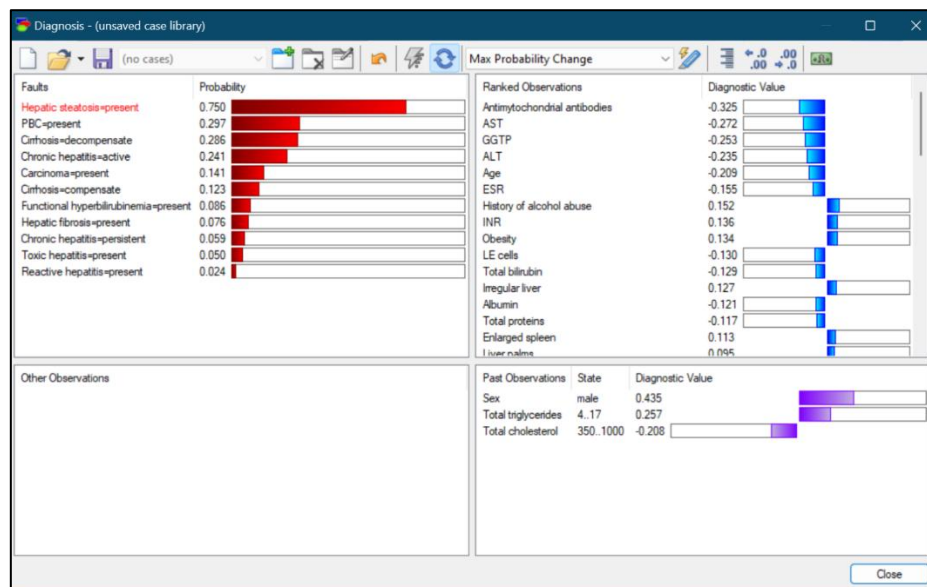 Diagnosis - (unsaved case library)
(no cases) Max Probability Change
Faults Probability
Hepatic steatosis=present 0.750
PBC=present 0.297
Cirrhosis=decompensate 0.286
Chronic hepatitis=active 0.241
Carcinoma=present 0.141
Cirrhosis=compensate 0.123
Functional hyperbilirubinemia=present 0.086
Hepatic fibrosis=present 0.076
Chronic hepatitis=persistent 0.059
Toxic hepatitis=present 0.050
Reactive hepatitis=present 0.024
Ranked Observations Diagnostic Value
Antimytochondrial antibodies -0.325
AST -0.272
GGTP -0.253
ALT -0.235
Age -0.209
ESR -0.155
History of alcohol abuse 0.152
INR 0.136
Obesity 0.134
LE cells -0.130
Total bilirubin -0.129
Irregular liver 0.127
Albumin -0.121
Total proteins -0.117
Enlarged spleen 0.113
Liver palms 0.095
Other Observations
Past Observations State Diagnostic Value
Sex male 0.435
Total triglycerides 4..17 0.257
Total cholesterol 350..1000 -0.208
Close